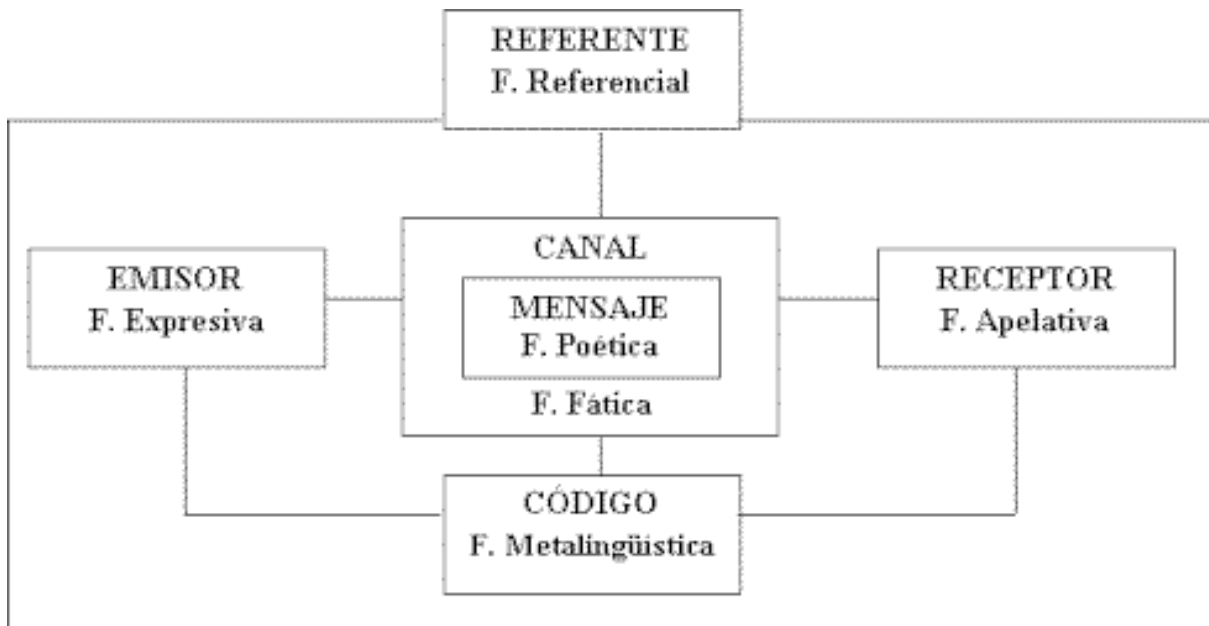 REFERENTE
F. Referencial
CANAL
EMISOR
F. Expresiva
MENSAJE
F. Poética
RECEPTOR
F. Apelativa
F. Fática
CÓDIGO
F. Metalingüística